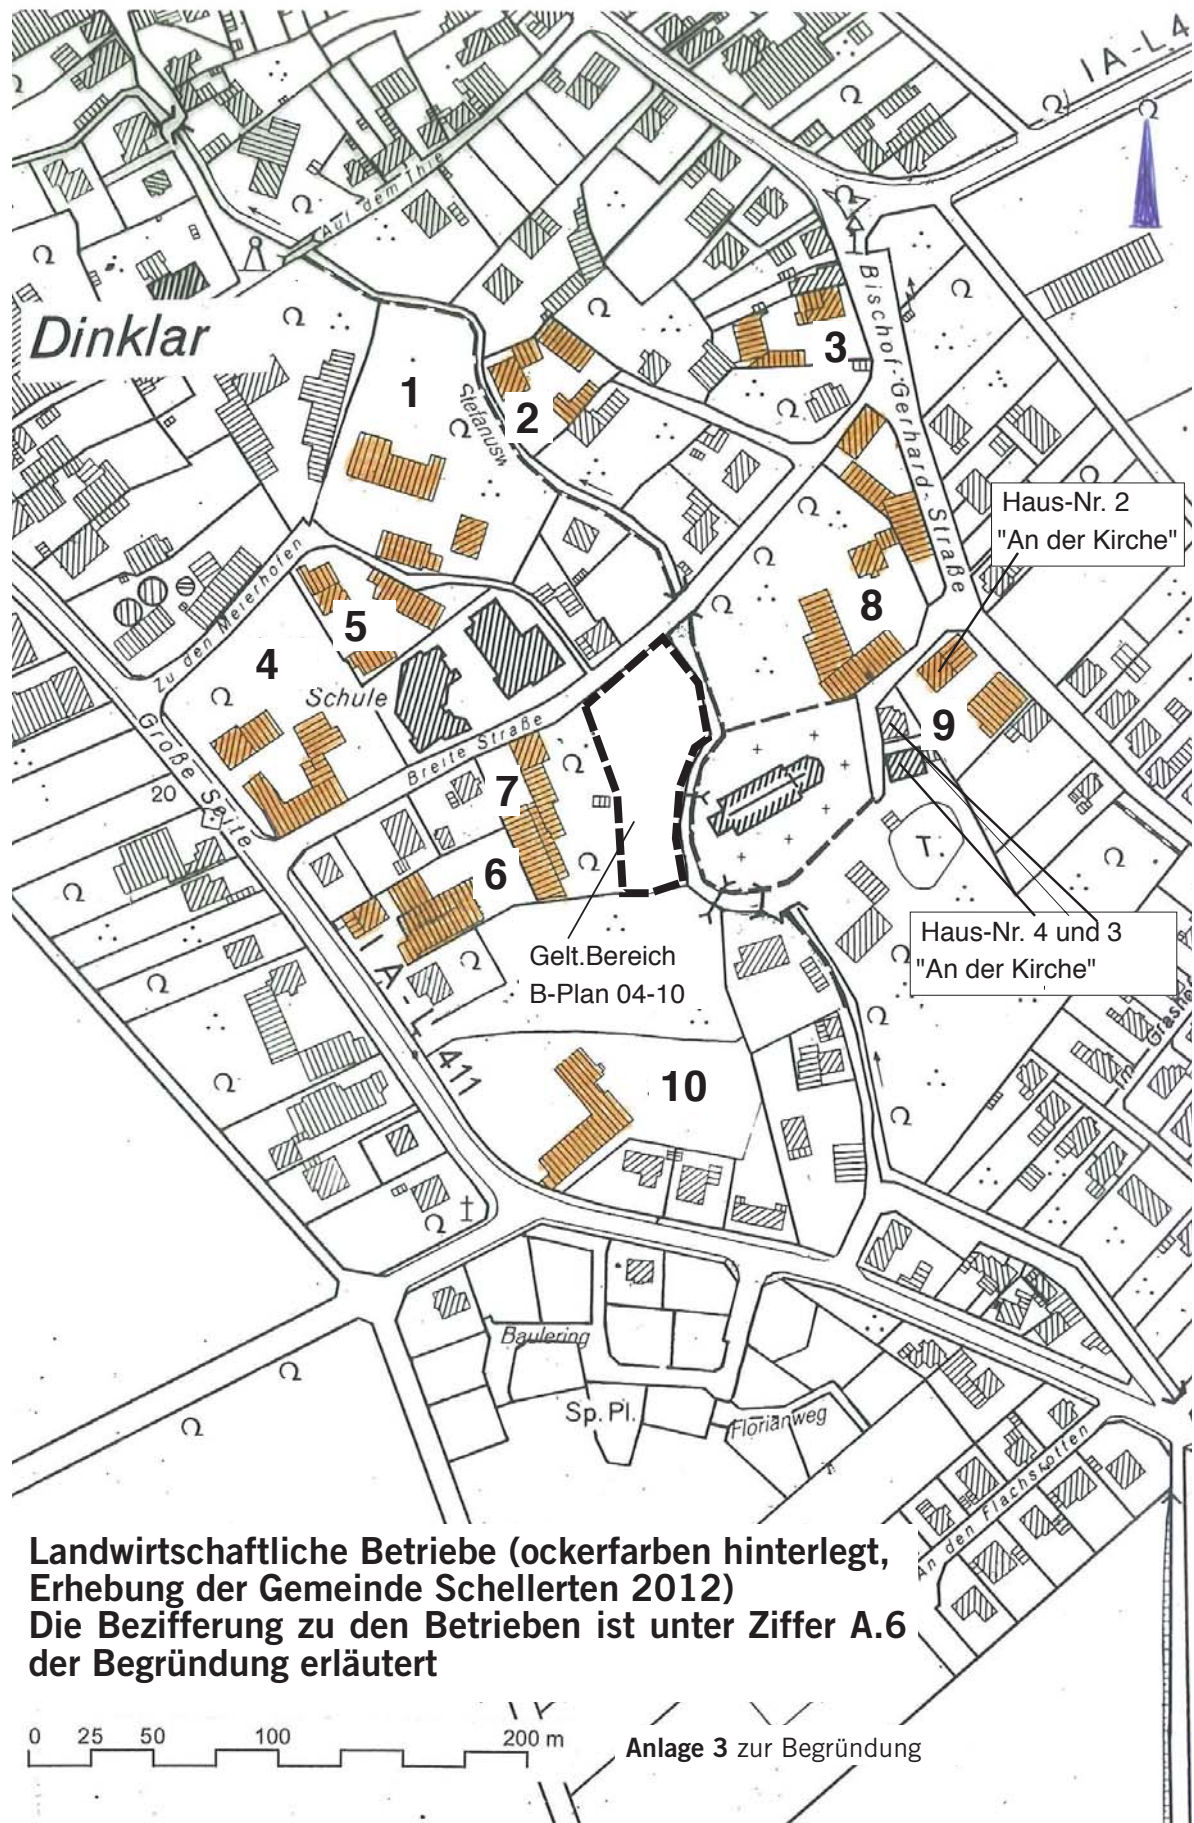 1 A-L.4
Auf dem Thie
Dinklar
Bischof-Gerhard-Straße
1
2
3
Stefanusw
Haus-Nr. 2
"An der Kirche"
Zu den Meierhöfen
5
4
8
Schule
9
Große Seite
Breite Straße
20
7
6
T.
Haus-Nr. 4 und 3
"An der Kirche"
Gelt.Bereich
B-Plan 04-10
1 A-L 411
10
Baulering
Sp. Pl.
Florianweg
An den Flachsrotten
Landwirtschaftliche Betriebe (ockerfarben hinterlegt,
Erhebung der Gemeinde Schellerten 2012)
Die Bezifferung zu den Betrieben ist unter Ziffer A.6
der Begründung erläutert
0 25 50 100 200 m
Anlage 3 zur Begründung